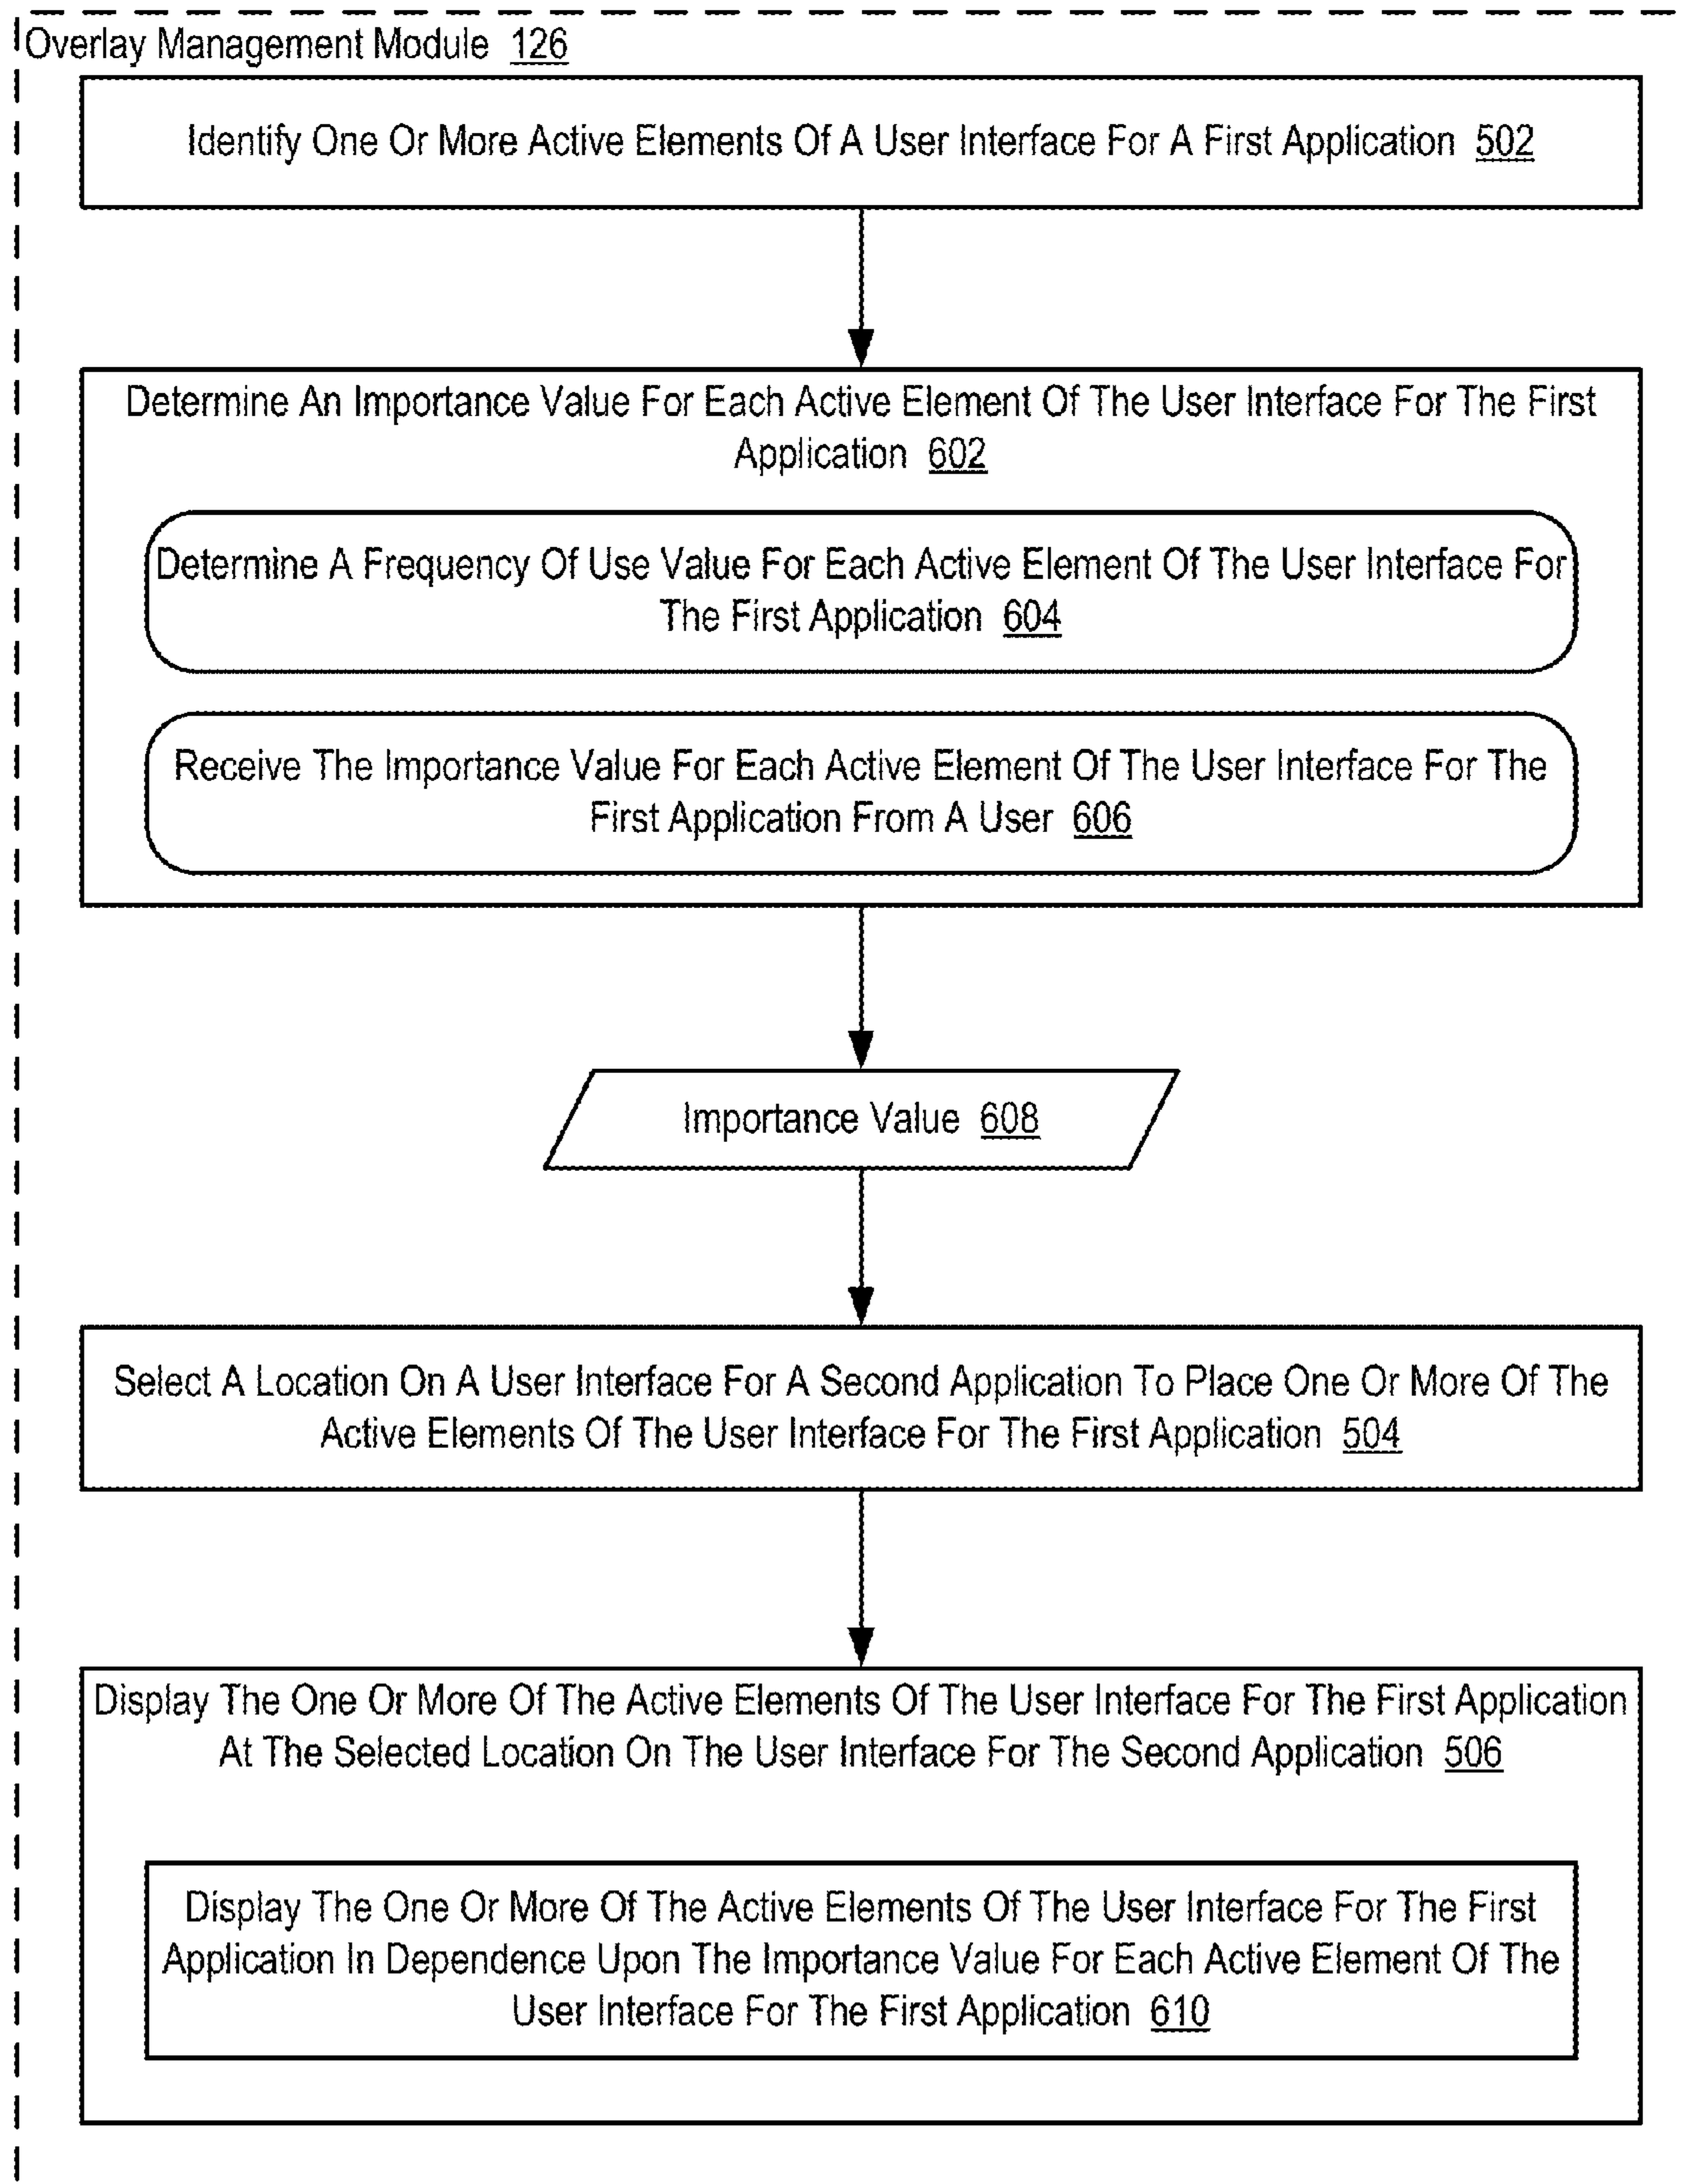 Overlay Management Module 126
Identify One Or More Active Elements Of A User Interface For A First Application 502
Determine An Importance Value For Each Active Element Of The User Interface For The First
Application 602
Determine A Frequency Of Use Value For Each Active Element Of The User Interface For
The First Application 604
Receive The Importance Value For Each Active Element Of The User Interface For The
First Application From A User 606
Importance Value 608
Select A Location On A User Interface For A Second Application To Place One Or More Of The
Active Elements Of The User Interface For The First Application 504
Display The One Or More Of The Active Elements Of The User Interface For The First Application
At The Selected Location On The User Interface For The Second Application 506
Display The One Or More Of The Active Elements Of The User Interface For The First
Application In Dependence Upon The Importance Value For Each Active Element Of The
User Interface For The First Application 610